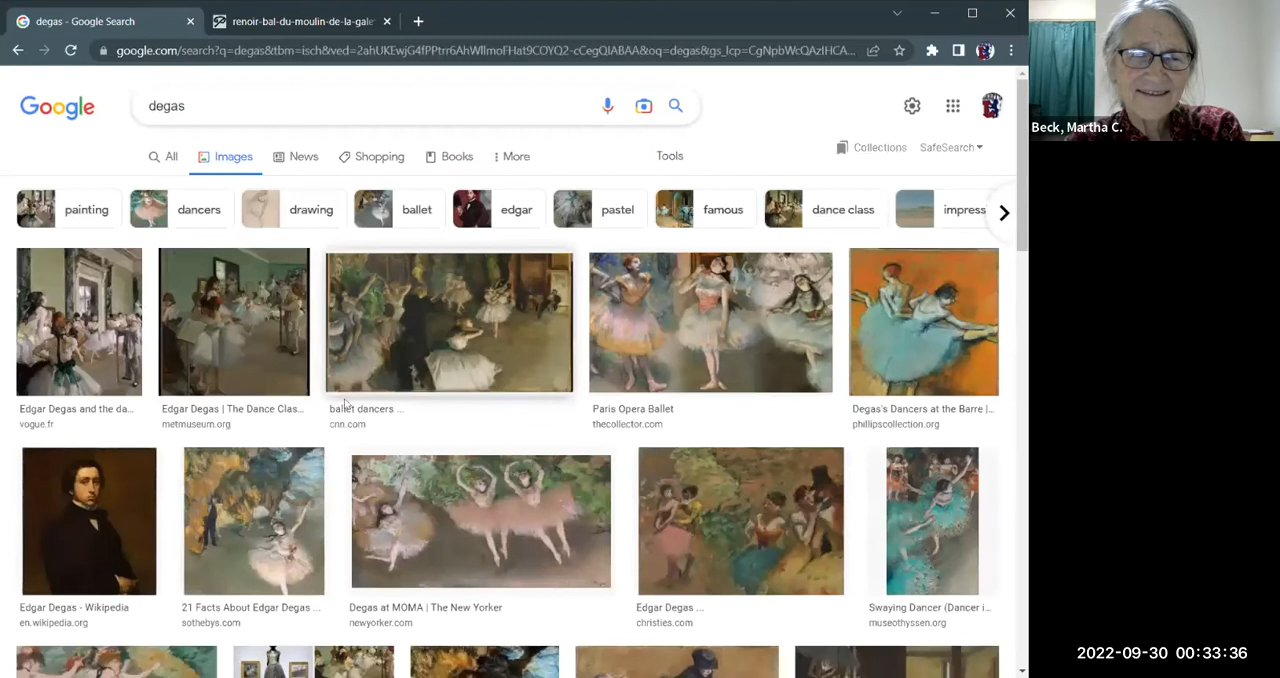 degas - Google Search
renoir-bal-du-moulin-de-la-gale
google.com/search?q=degas&tbm=isch&ved=2ahUKEwjG4fPPtrr6AhWllmoFHat9COYQ2-cCegQIABAA&oq=degas&gs_lcp=CgNpbWcQAzIHCA...
Google
degas
All
Images
News
Shopping
Books
More
Tools
Collections
SafeSearch
painting
dancers
drawing
ballet
edgar
pastel
famous
dance class
impress
Edgar Degas and the da...
vogue.fr
Edgar Degas | The Dance Clas...
metmuseum.org
ballet dancers ...
cnn.com
Paris Opera Ballet
thecollector.com
Degas's Dancers at the Barre |...
phillipscollection.org
Edgar Degas - Wikipedia
en.wikipedia.org
21 Facts About Edgar Degas ...
sothebys.com
Degas at MOMA | The New Yorker
newyorker.com
Edgar Degas ...
christies.com
Swaying Dancer (Dancer i...
museothyssen.org
Beck, Martha C.
2022-09-30 00:33:36